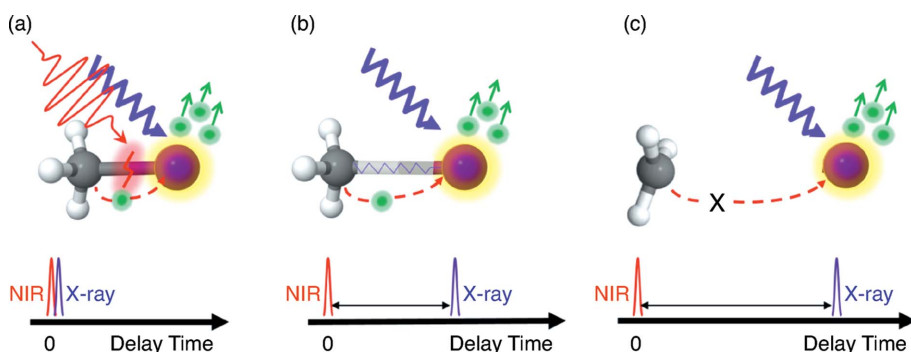 (a)
(b)
(c)
X
NIR X-ray
0 Delay Time
NIR X-ray
0 Delay Time
NIR X-ray
0 Delay Time